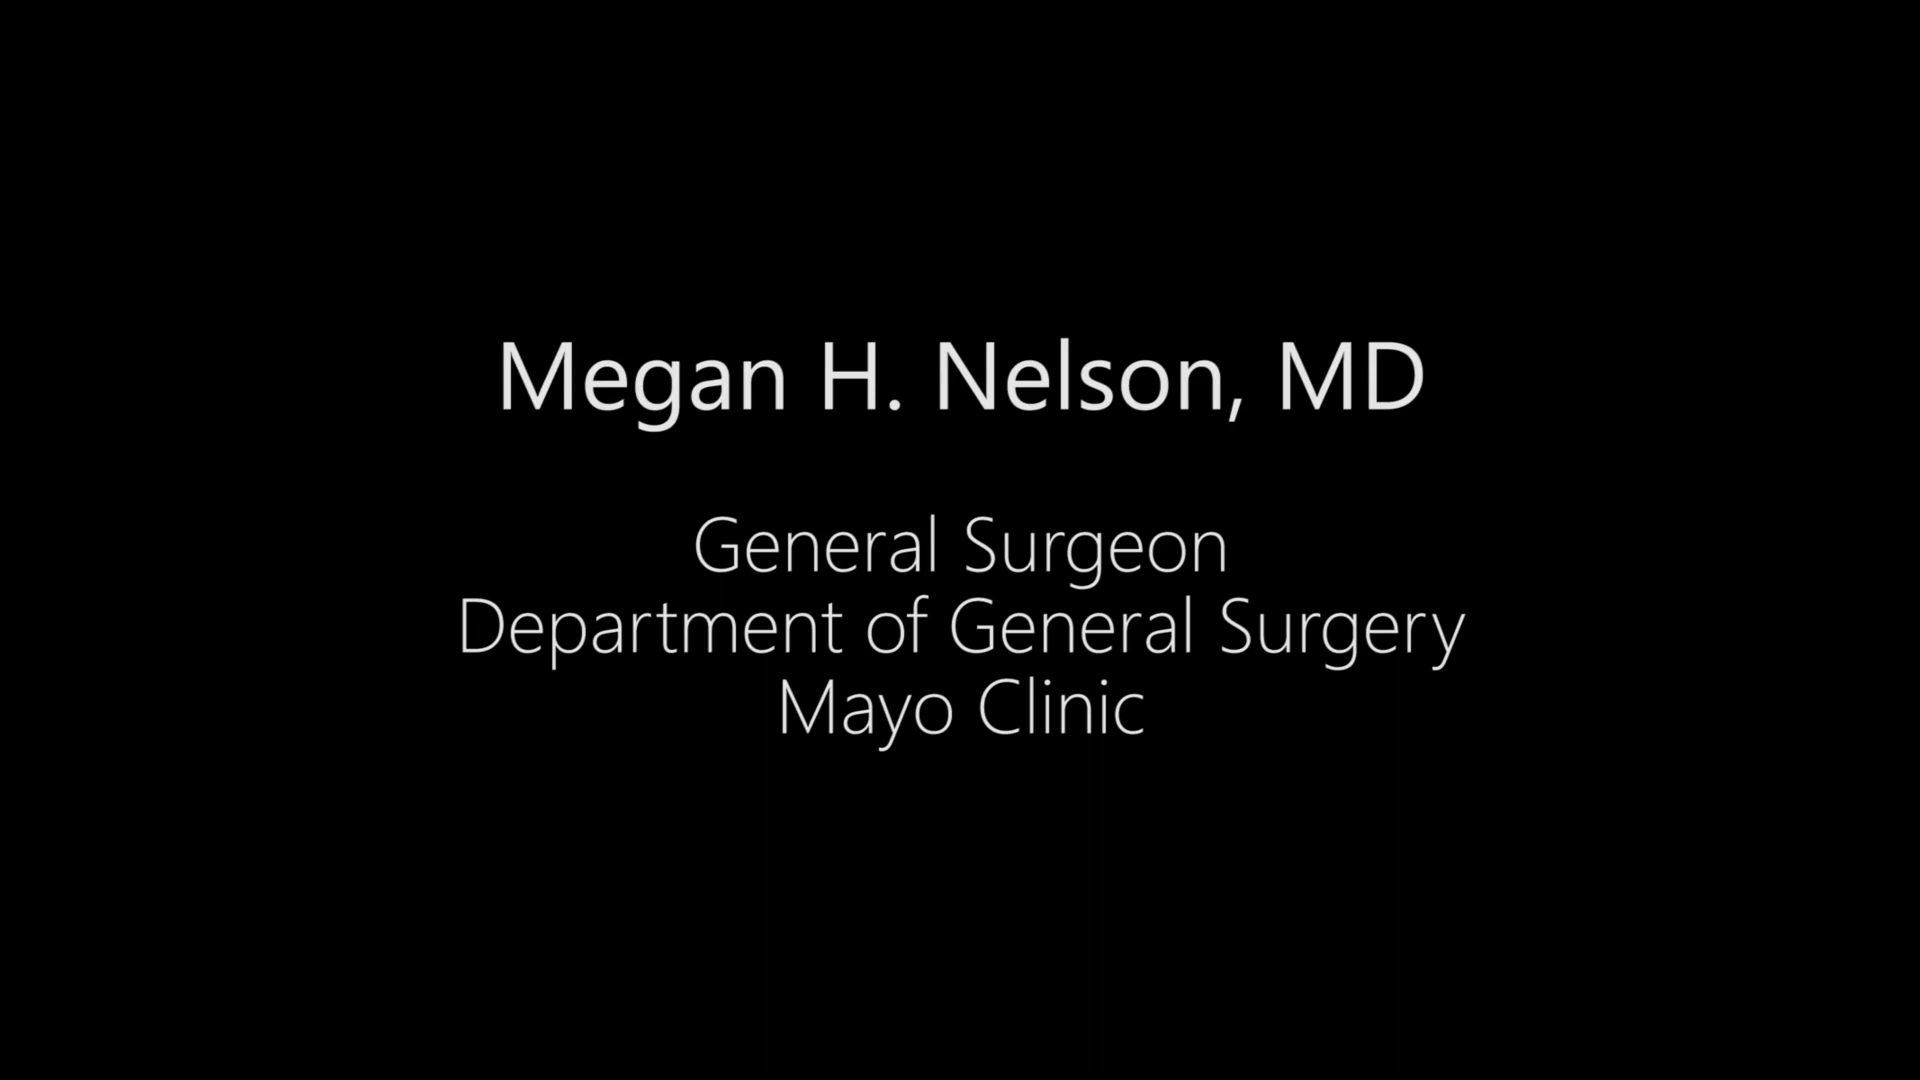 Megan H. Nelson, MD
General Surgeon
Department of General Surgery
Mayo Clinic